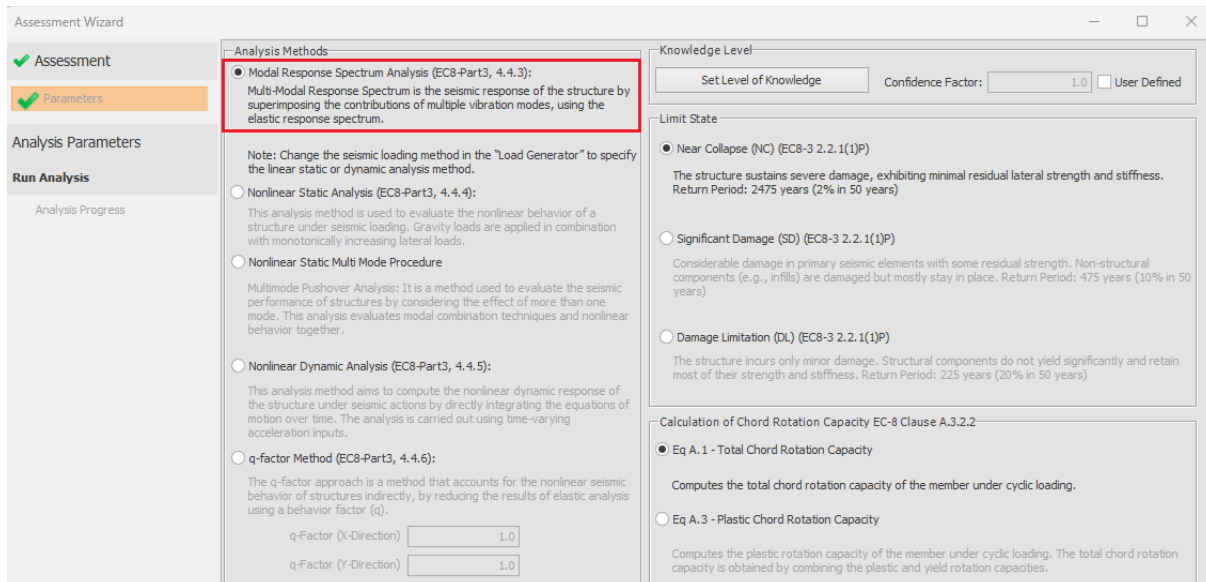 Assessment Wizard
Assessment
Parameters
Analysis Parameters
Run Analysis
Analysis Progress
Analysis Methods
Modal Response Spectrum Analysis (EC8-Part3, 4.4.3):
Multi-Modal Response Spectrum is the seismic response of the structure by
superimposing the contributions of multiple vibration modes, using the
elastic response spectrum.
Note: Change the seismic loading method in the "Load Generator" to specify
the linear static or dynamic analysis method.
Nonlinear Static Analysis (EC8-Part3, 4.4.4):
This analysis method is used to evaluate the nonlinear behavior of a
structure under seismic loading. Gravity loads are applied in combination
with monotonically increasing lateral loads.
Nonlinear Static Multi Mode Procedure
Multimode Pushover Analysis: It is a method used to evaluate the seismic
performance of structures by considering the effect of more than one
mode. This analysis evaluates modal combination techniques and nonlinear
behavior together.
Nonlinear Dynamic Analysis (EC8-Part3, 4.4.5):
This analysis method aims to compute the nonlinear dynamic response of
the structure under seismic actions by directly integrating the equations of
motion over time. The analysis is carried out using time-varying
acceleration inputs.
q-factor Method (EC8-Part3, 4.4.6):
The q-factor approach is a method that accounts for the nonlinear seismic
behavior of structures indirectly, by reducing the results of elastic analysis
using a behavior factor (q).
q-Factor (X-Direction) 1.0
q-Factor (Y-Direction) 1.0
Knowledge Level
Set Level of Knowledge Confidence Factor: 1.0 User Defined
Limit State
Near Collapse (NC) (EC8-3 2.2.1(1)P)
The structure sustains severe damage, exhibiting minimal residual lateral strength and stiffness.
Return Period: 2475 years (2% in 50 years)
Significant Damage (SD) (EC8-3 2.2.1(1)P)
Considerable damage in primary seismic elements with some residual strength. Non-structural
components (e.g., infills) are damaged but mostly stay in place. Return Period: 475 years (10% in 50
years)
Damage Limitation (DL) (EC8-3 2.2.1(1)P)
The structure incurs only minor damage. Structural components do not yield significantly and retain
most of their strength and stiffness. Return Period: 225 years (20% in 50 years)
Calculation of Chord Rotation Capacity EC-8 Clause A.3.2.2
Eq A.1 - Total Chord Rotation Capacity
Computes the total chord rotation capacity of the member under cyclic loading.
Eq A.3 - Plastic Chord Rotation Capacity
Computes the plastic rotation capacity of the member under cyclic loading. The total chord rotation
capacity is obtained by combining the plastic and yield rotation capacities.